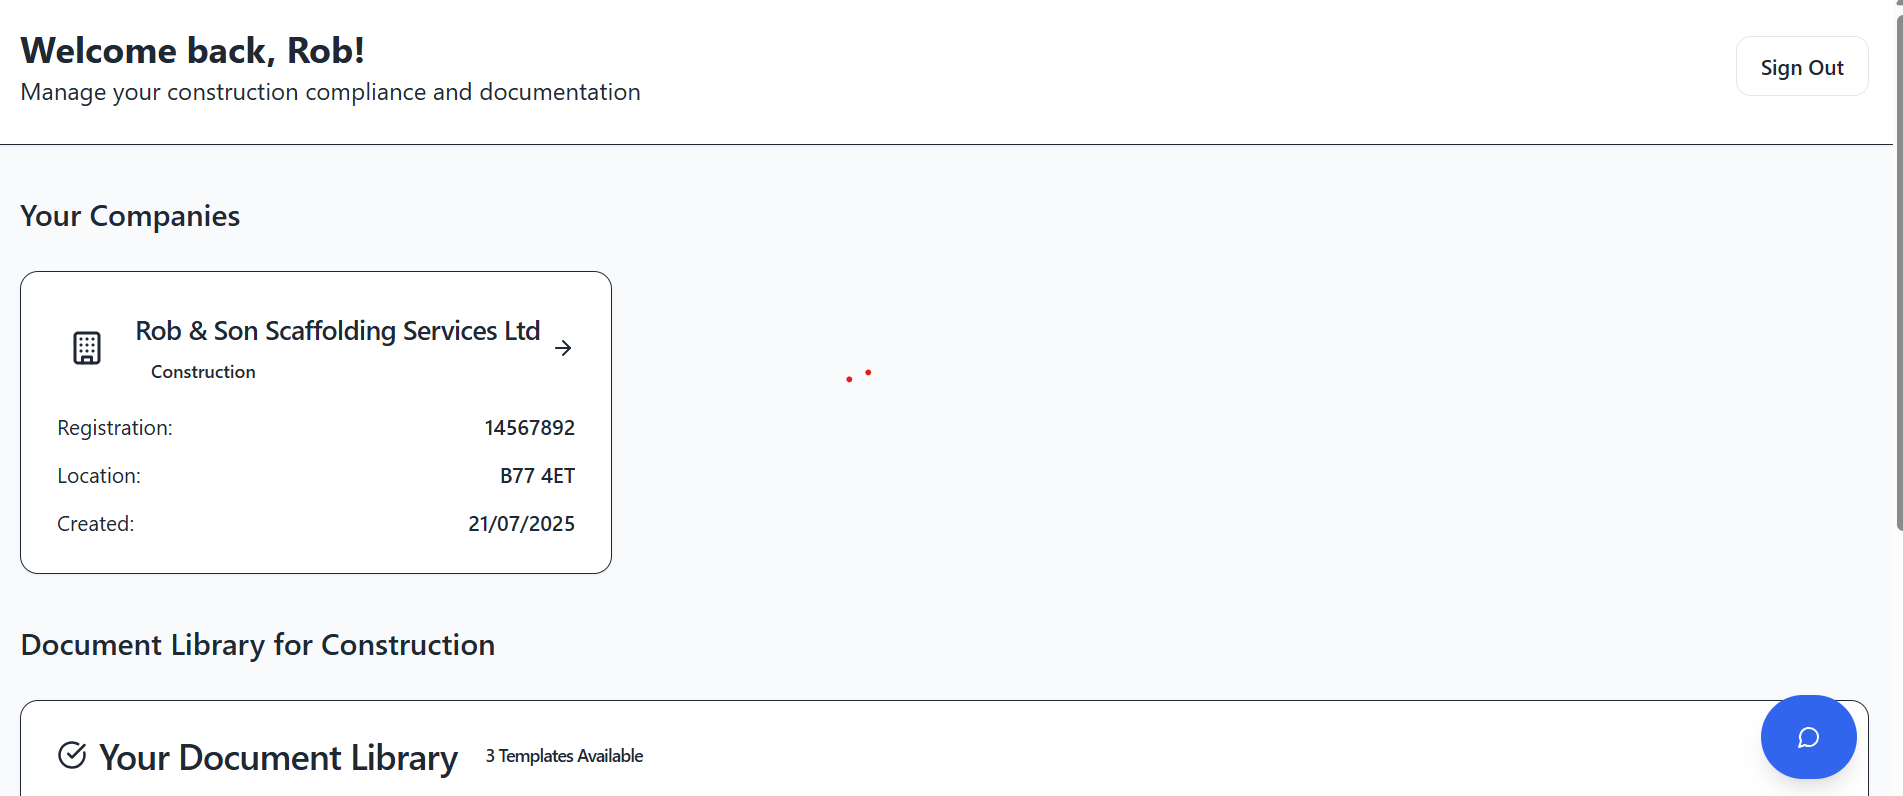 Welcome back, Rob!
Manage your construction compliance and documentation
Sign Out
Your Companies
Rob & Son Scaffolding Services Ltd
Construction
Registration: 14567892
Location: B77 4ET
Created: 21/07/2025
Document Library for Construction
Your Document Library 3 Templates Available